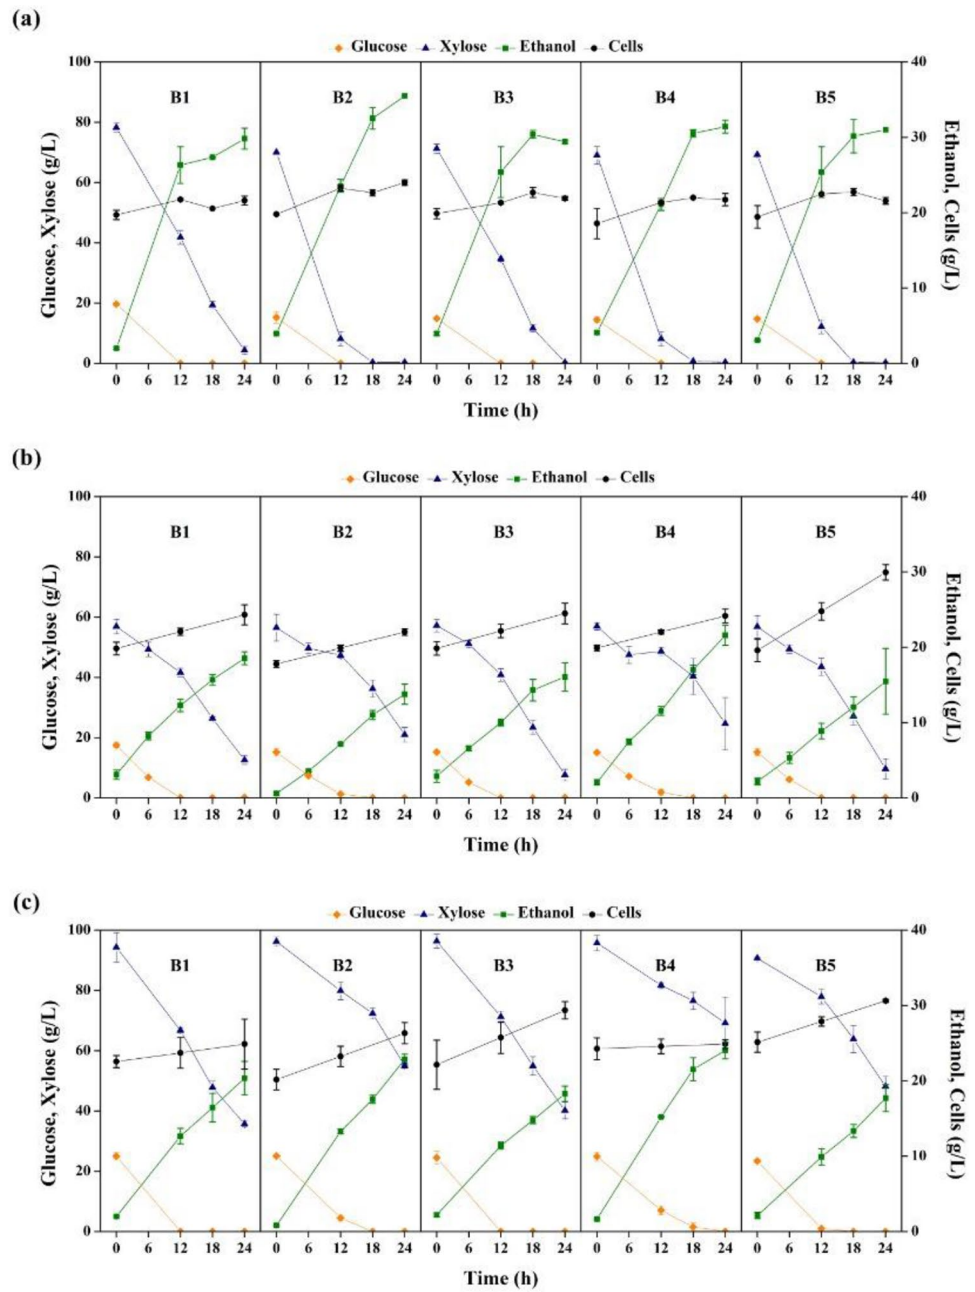 (a)
Glucose Xylose Ethanol Cells
100 40
B1 B2 B3 B4 B5
80
30
60
20
40
10
20
0 0
0 6 12 18 24 0 6 12 18 24 0 6 12 18 24 0 6 12 18 24 0 6 12 18 24
Time (h)
Glucose, Xylose (g/L)
Ethanol, Cells (g/L)
(b)
Glucose Xylose Ethanol Cells
100 40
B1 B2 B3 B4 B5
80
30
60
20
40
10
20
0 0
0 6 12 18 24 0 6 12 18 24 0 6 12 18 24 0 6 12 18 24 0 6 12 18 24
Time (h)
Glucose, Xylose (g/L)
Ethanol, Cells (g/L)
(c)
Glucose Xylose Ethanol Cells
100 40
B1 B2 B3 B4 B5
80
30
60
20
40
10
20
0 0
0 6 12 18 24 0 6 12 18 24 0 6 12 18 24 0 6 12 18 24 0 6 12 18 24
Time (h)
Glucose, Xylose (g/L)
Ethanol, Cells (g/L)